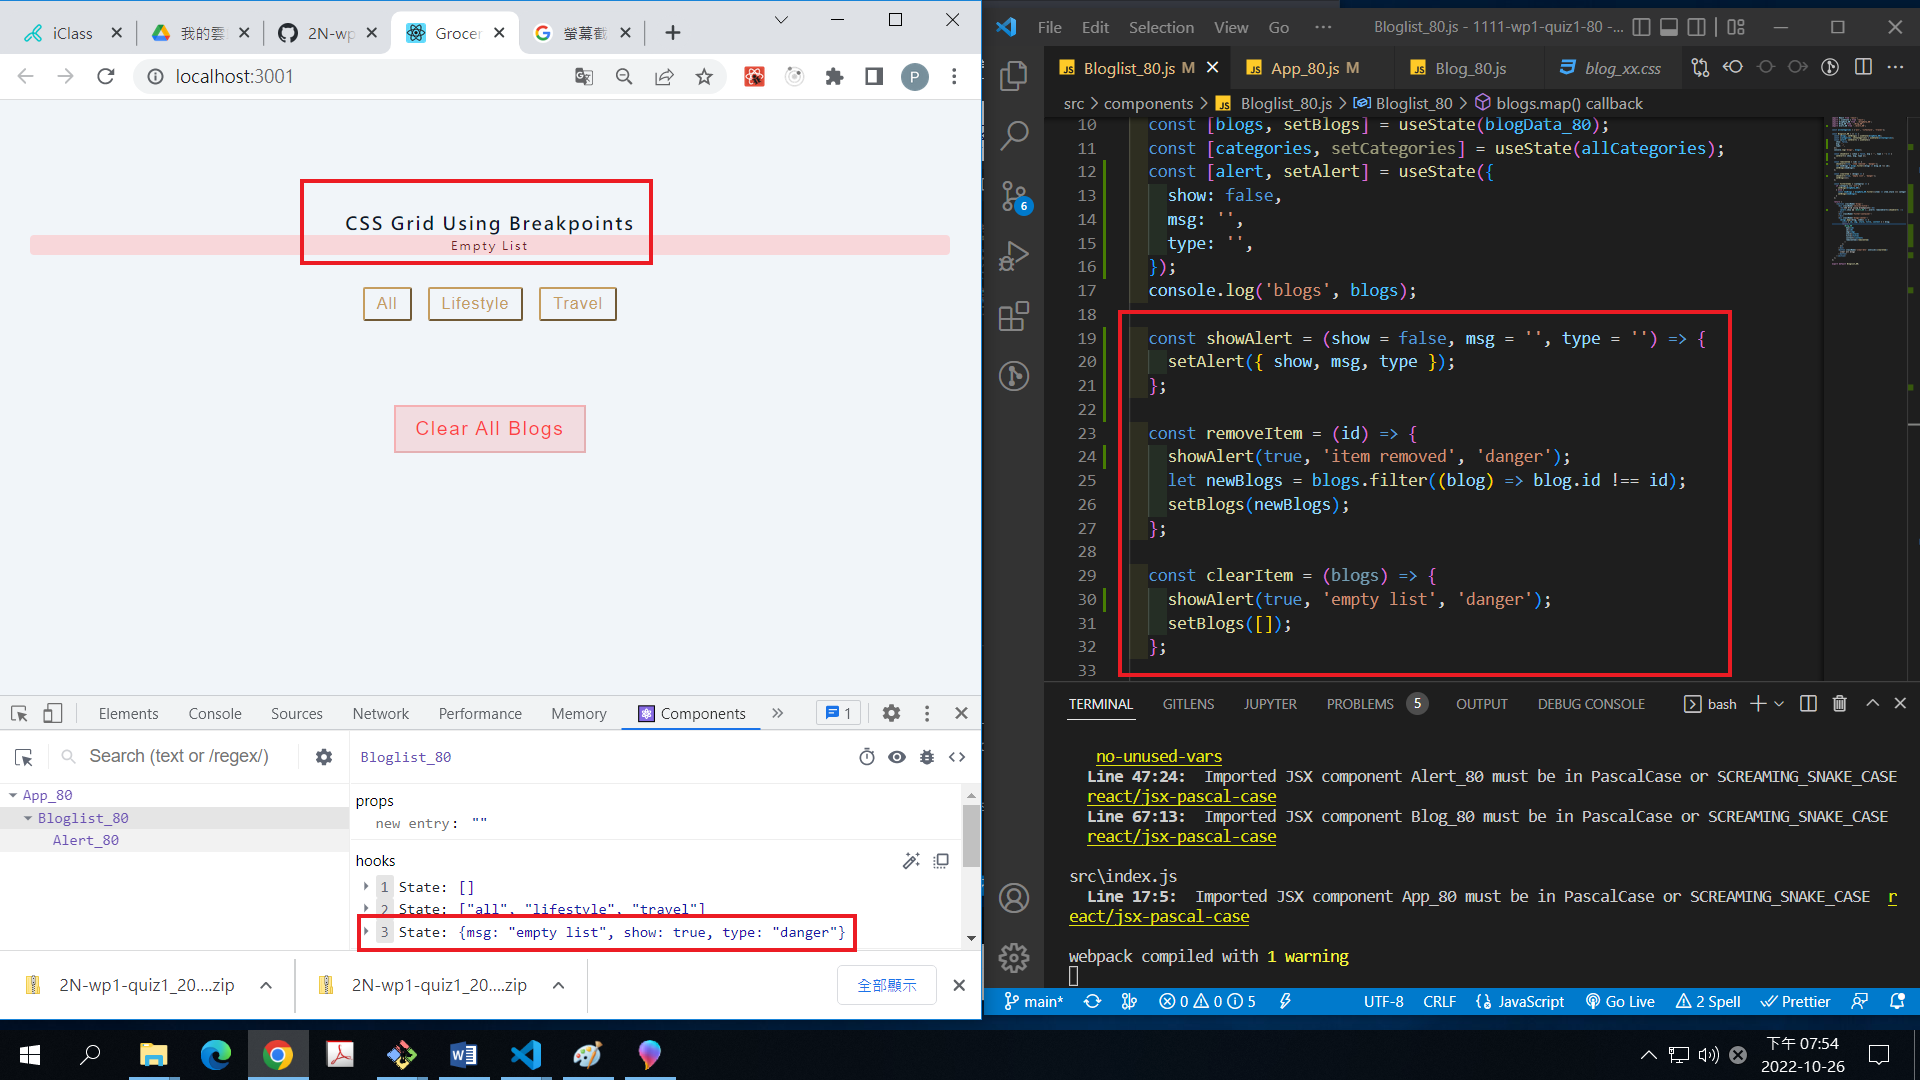 iClass
我的雲
2N-wp
Grocer
螢幕截
localhost:3001
P
CSS Grid Using Breakpoints
Empty List
All
Lifestyle
Travel
Clear All Blogs
Elements
Console
Sources
Network
Performance
Memory
Components
1
Search (text or /regex/)
App_80
Bloglist_80
Alert_80
Bloglist_80
props
new entry: ""
hooks
1 State: []
2 State: ["all", "lifestyle", "travel"]
3 State: {msg: "empty list", show: true, type: "danger"}
2N-wp1-quiz1_20....zip
2N-wp1-quiz1_20....zip
全部顯示
File Edit Selection View Go ···
Bloglist_80.js - 1111-wp1-quiz1-80 -...
JS Bloglist_80.js M
JS App_80.js M
JS Blog_80.js
blog_xx.css
src > components > JS Bloglist_80.js > Bloglist_80 > blogs.map() callback
6
10 const [blogs, setBlogs] = useState(blogData_80);
11 const [categories, setCategories] = useState(allCategories);
12 const [alert, setAlert] = useState({
13 show: false,
14 msg: '',
15 type: '',
16 });
17 console.log('blogs', blogs);
18
19 const showAlert = (show = false, msg = '', type = '') => {
20 setAlert({ show, msg, type });
21 };
22
23 const removeItem = (id) => {
24 showAlert(true, 'item removed', 'danger');
25 let newBlogs = blogs.filter((blog) => blog.id !== id);
26 setBlogs(newBlogs);
27 };
28
29 const clearItem = (blogs) => {
30 showAlert(true, 'empty list', 'danger');
31 setBlogs([]);
32 };
33
TERMINAL GITLENS JUPYTER PROBLEMS 5 OUTPUT DEBUG CONSOLE
bash
no-unused-vars
Line 47:24: Imported JSX component Alert_80 must be in PascalCase or SCREAMING_SNAKE_CASE
react/jsx-pascal-case
Line 67:13: Imported JSX component Blog_80 must be in PascalCase or SCREAMING_SNAKE_CASE
react/jsx-pascal-case
src\index.js
Line 17:5: Imported JSX component App_80 must be in PascalCase or SCREAMING_SNAKE_CASE r
eact/jsx-pascal-case
webpack compiled with 1 warning
main* 0 0 5
UTF-8 CRLF JavaScript Go Live 2 Spell Prettier
下午 07:54
2022-10-26